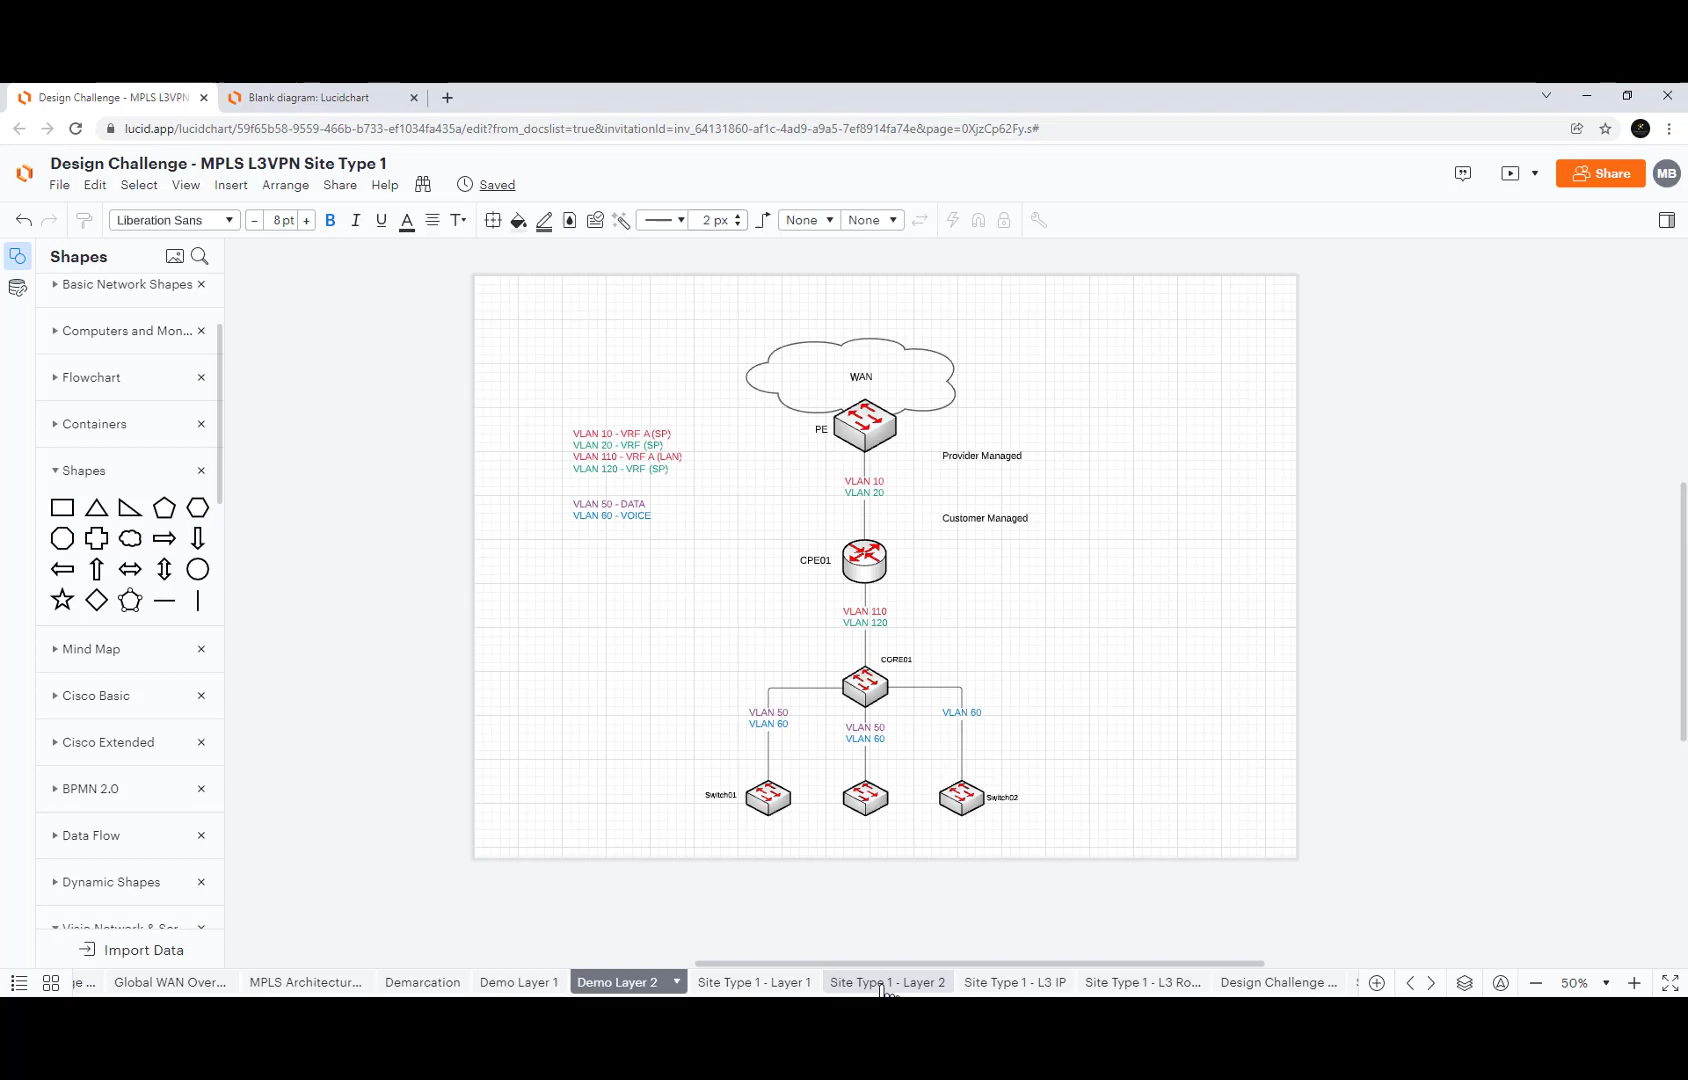 Design Challenge - MPLS L3VPN
Blank diagram: Lucidchart
lucid.app/lucidchart/59f65b58-9559-466b-b733-ef1034fa435a/edit?from_docslist=true&invitationId=inv_64131860-af1c-4ad9-a9a5-7ef8914fa74e&page=0XjzCp62Fy.s#
Design Challenge - MPLS L3VPN Site Type 1
File Edit Select View Insert Arrange Share Help Saved
Share
MB
Liberation Sans
8 pt
B I U A T
2 px
None
None
Shapes
Basic Network Shapes
Computers and Mon...
Flowchart
Containers
Shapes
Mind Map
Cisco Basic
Cisco Extended
BPMN 2.0
Data Flow
Dynamic Shapes
Import Data
WAN
PE
VLAN 10 - VRF A (SP)
VLAN 20 - VRF (SP)
VLAN 110 - VRF A (LAN)
VLAN 120 - VRF (SP)
VLAN 50 - DATA
VLAN 60 - VOICE
Provider Managed
VLAN 10
VLAN 20
Customer Managed
CPE01
VLAN 110
VLAN 120
CORE01
VLAN 50
VLAN 60
VLAN 50
VLAN 60
VLAN 60
Switch01
Switch02
ge ...
Global WAN Over...
MPLS Architectur...
Demarcation
Demo Layer 1
Demo Layer 2
Site Type 1 - Layer 1
Site Type 1 - Layer 2
Site Type 1 - L3 IP
Site Type 1 - L3 Ro...
Design Challenge ...
50%